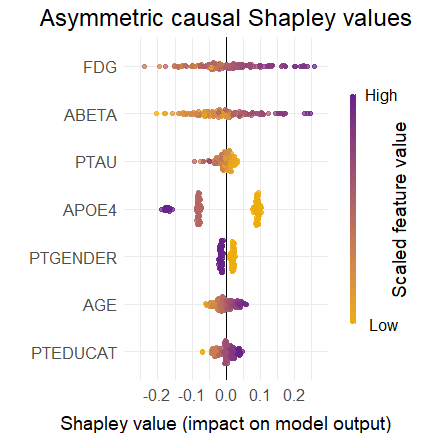 Asymmetric causal Shapley values
FDG
ABETA
PTAU
APOE4
PTGENDER
AGE
PTEDUCAT
-0.2 -0.1 0.0 0.1 0.2
Shapley value (impact on model output)
High
Scaled feature value
Low